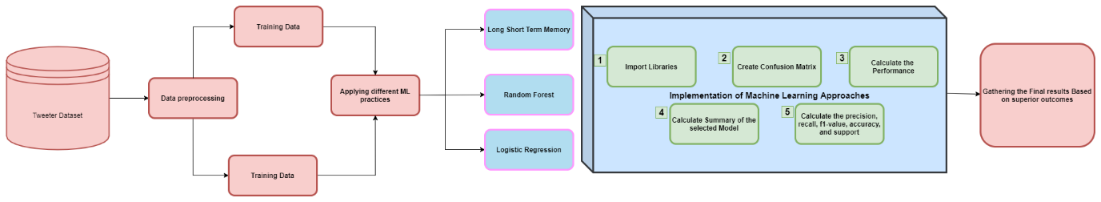 Tweeter Dataset
Data preprocessing
Training Data
Training Data
Applying different ML
practices
Long Short Term Memory
Random Forest
Logistic Regression
1
Import Libraries
2
Create Confusion Matrix
3
Calculate the
Performance
Implementation of Machine Learning Approaches
4
Calculate Summary of the
selected Model
5
Calculate the precision,
recall, f1-value, accuracy,
and support
Gathering the Final results Based
on superior outcomes